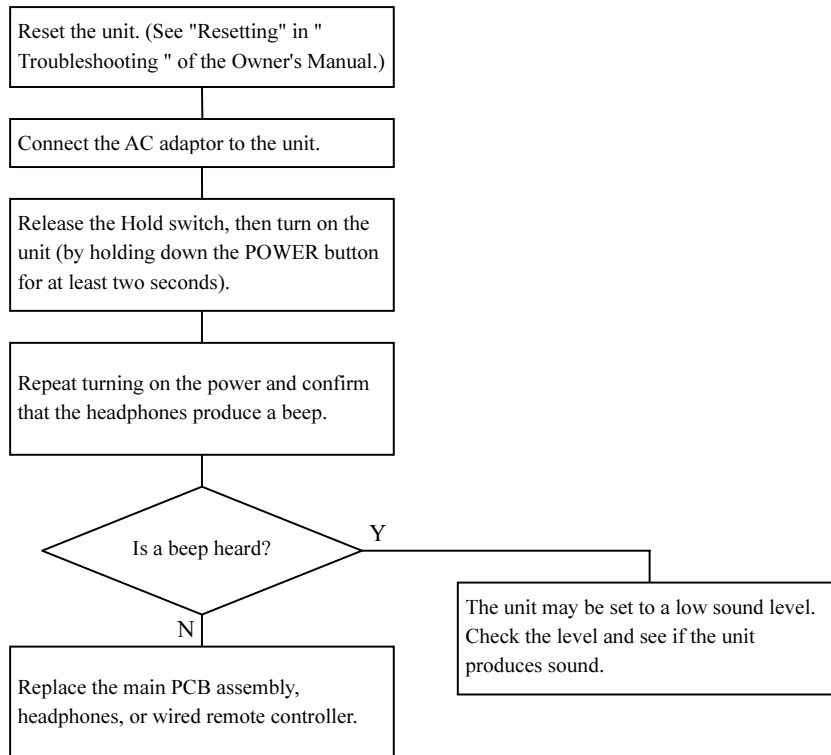 Reset the unit. (See "Resetting" in "
Troubleshooting " of the Owner's Manual.)
Connect the AC adaptor to the unit.
Release the Hold switch, then turn on the
unit (by holding down the POWER button
for at least two seconds).
Repeat turning on the power and confirm
that the headphones produce a beep.
Is a beep heard?
Y
The unit may be set to a low sound level.
Check the level and see if the unit
produces sound.
N
Replace the main PCB assembly,
headphones, or wired remote controller.